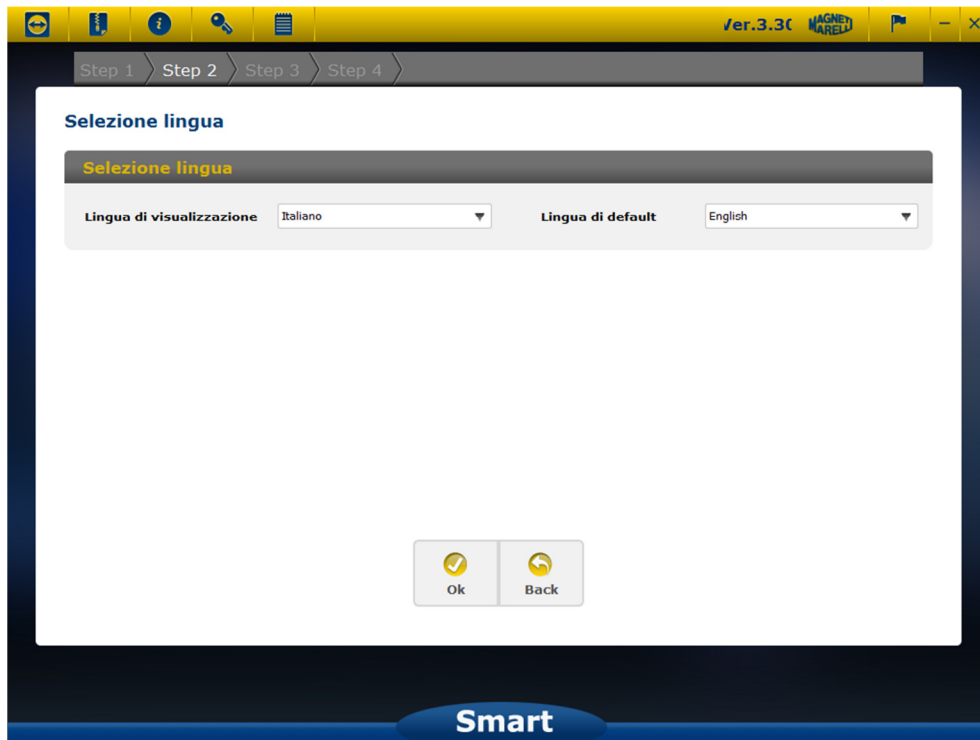 Ver.3.30 MAGNETI MARELLI
Step 1 Step 2 Step 3 Step 4
Selezione lingua
Selezione lingua
Lingua di visualizzazione Italiano Lingua di default English
Ok Back
Smart